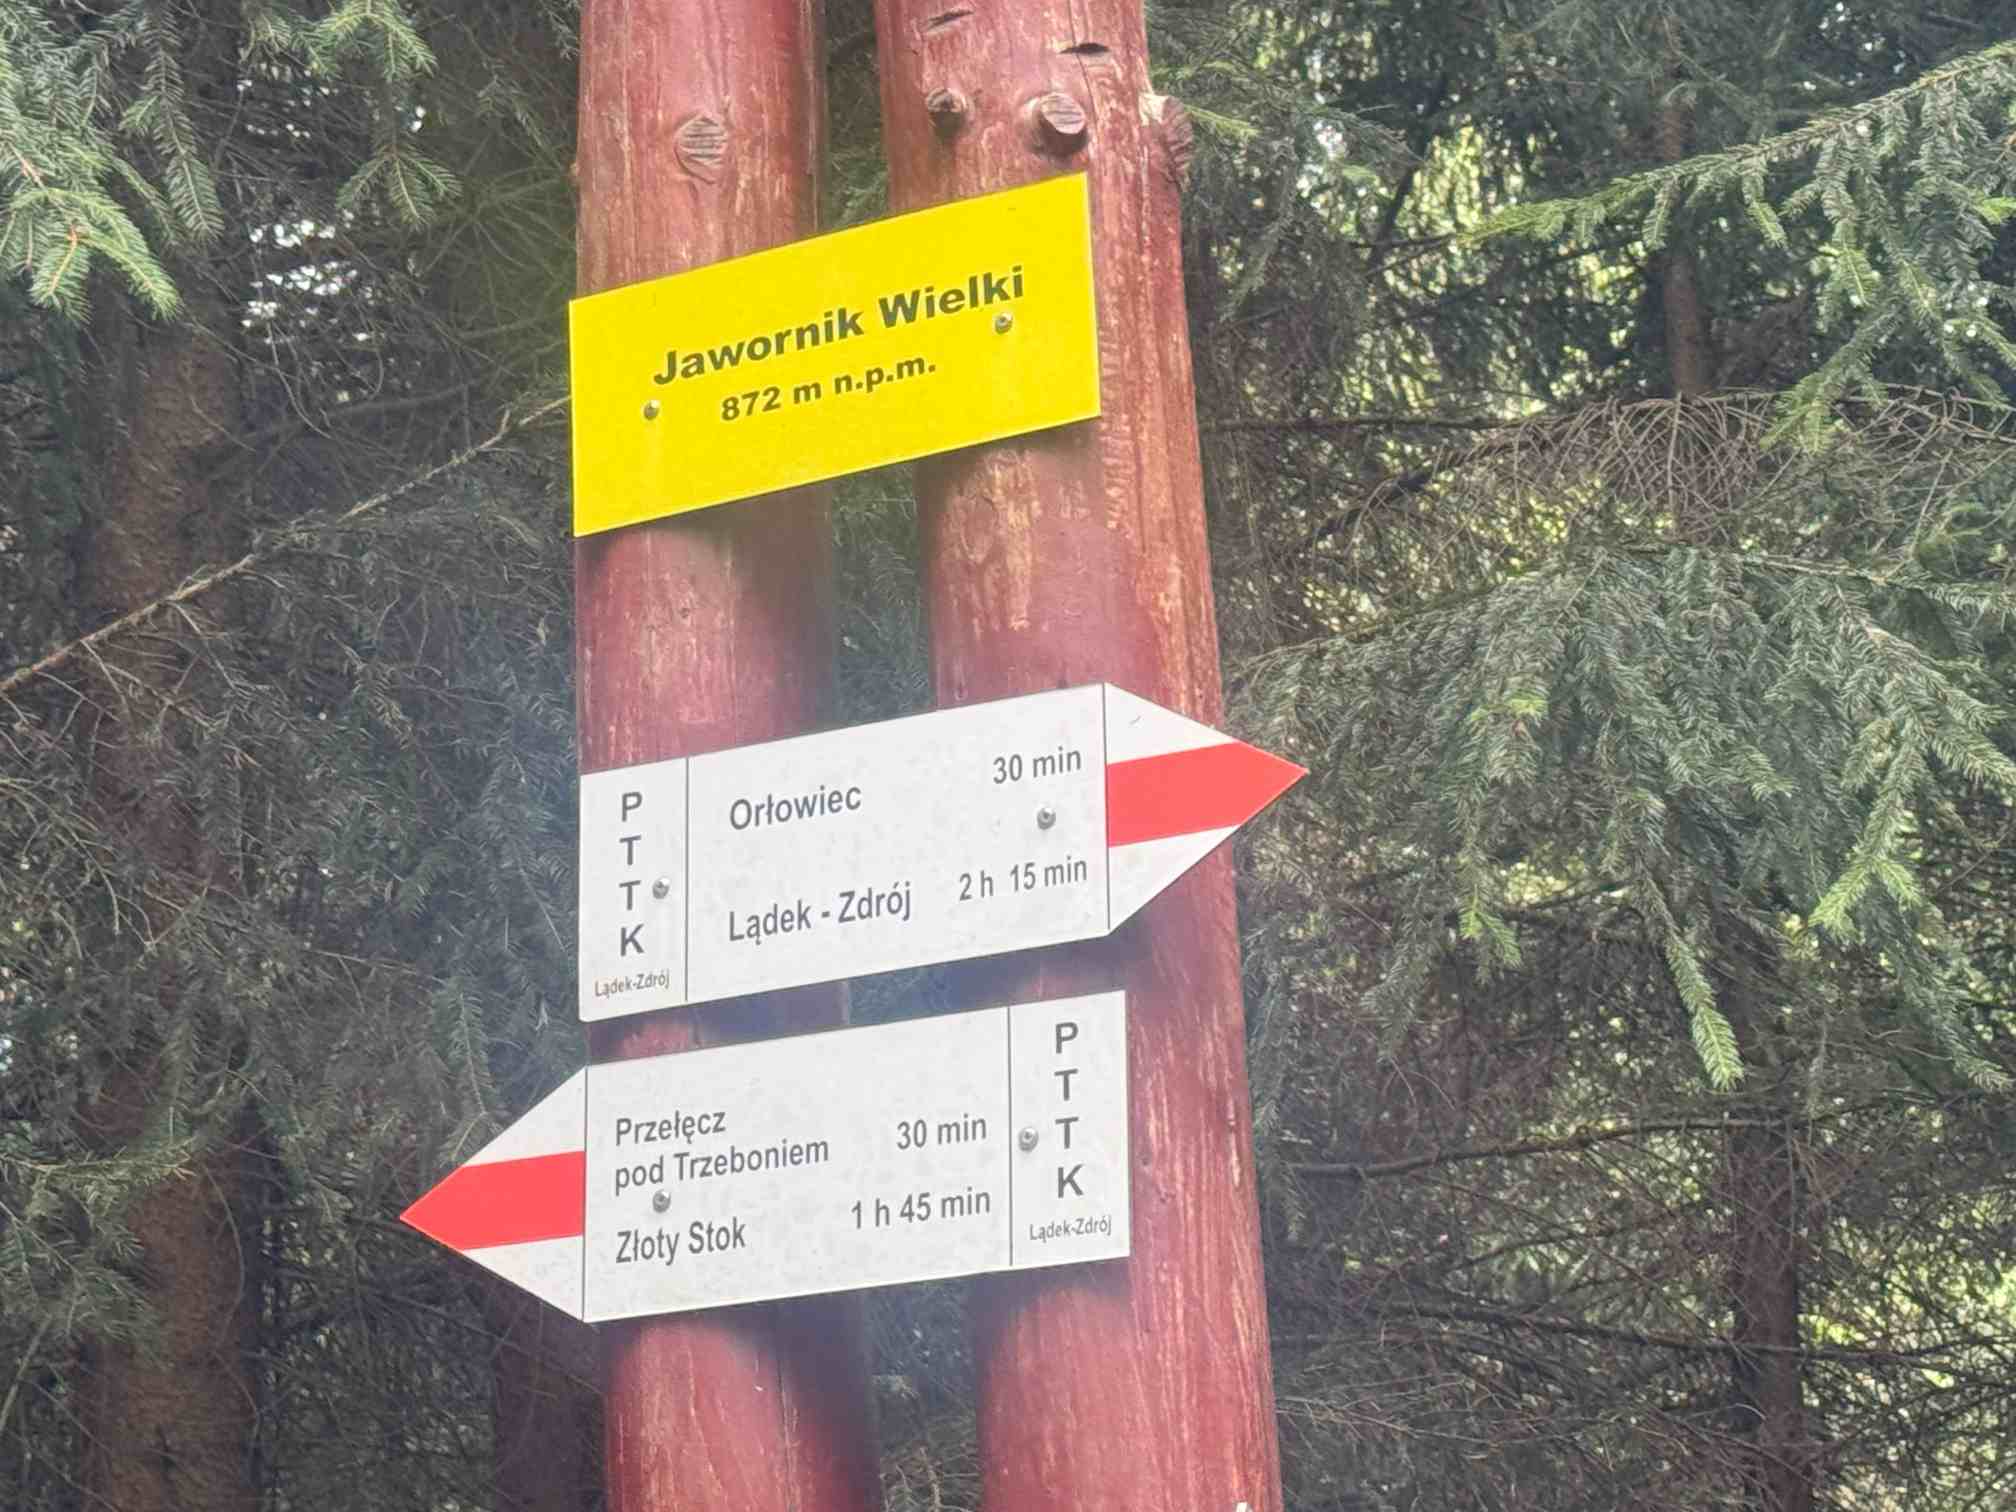 Jawornik Wielki
872 m n.p.m.
P
T
T
K
Lądek-Zdrój
Orłowiec 30 min
Lądek - Zdrój 2 h 15 min
Przełęcz
pod Trzeboniem 30 min
Złoty Stok 1 h 45 min
P
T
T
K
Lądek-Zdrój